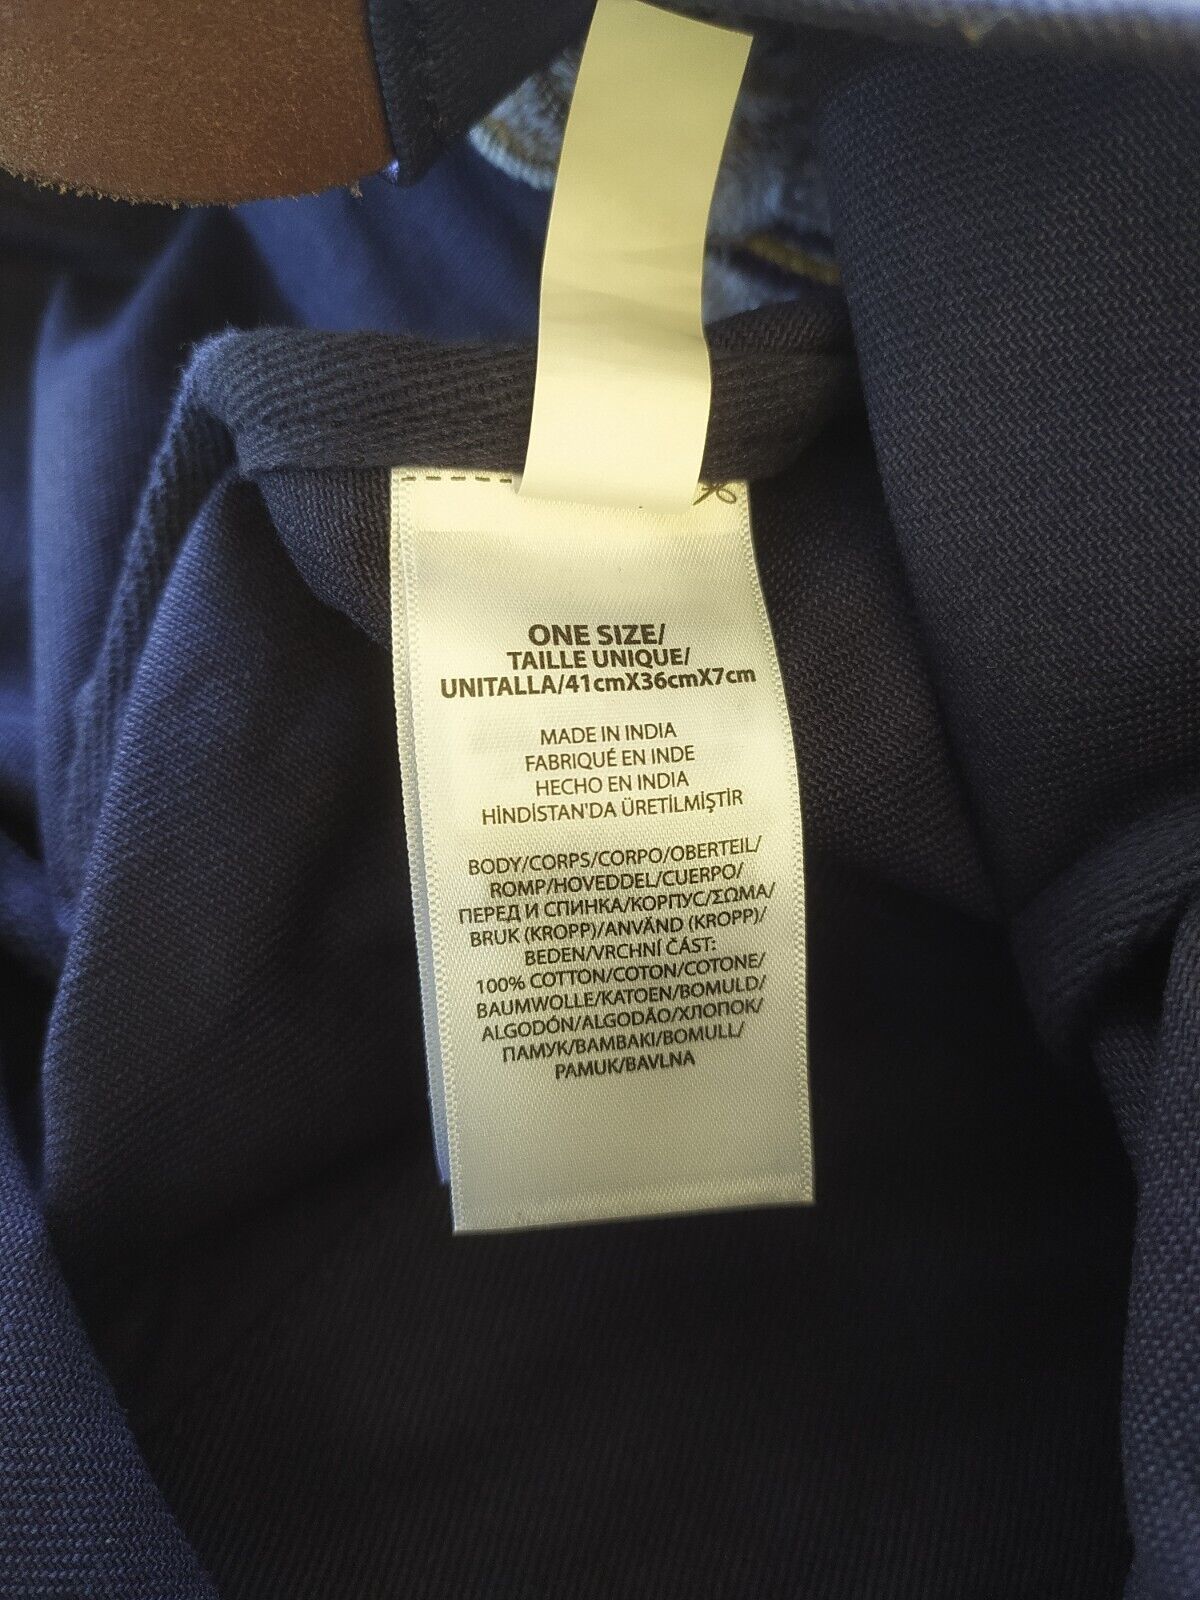 ONE SIZE/
TAILLE UNIQUE/
UNITALLA/41cmX36cmX7cm
MADE IN INDIA
FABRIQUÉ EN INDE
HECHO EN INDIA
HİNDİSTAN'DA ÜRETİLMİŞTİR
BODY/CORPS/CORPO/OBERTEIL/
ROMP/HOVEDDEL/CUERPO/
ПЕРЕД И СПИНКА/КОРПУС/ΣΩΜΑ/
BRUK (KROPP)/ANVÄND (KROPP)/
BEDEN/VRCHNÍ ČÁST:
100% COTTON/COTON/COTONE/
BAUMWOLLE/KATOEN/BOMULD/
ALGODÓN/ALGODÃO/ХЛОПОК/
ПАМУК/ΒΑΜΒΑΚΙ/BOMULL/
PAMUK/BAVLNA